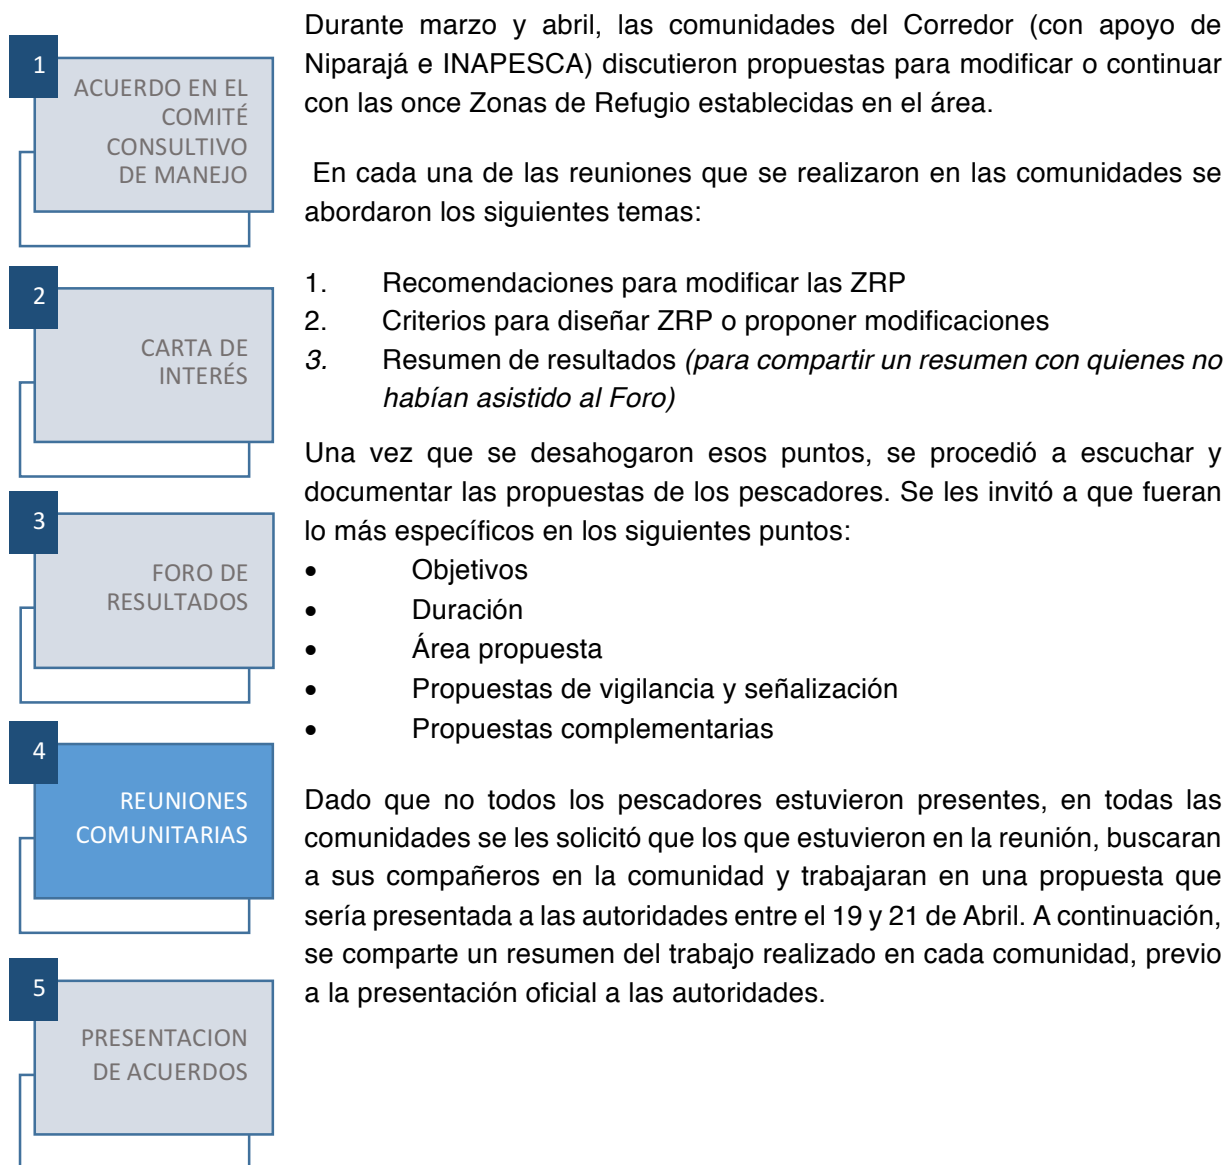 1
ACUERDO EN EL
COMITÉ
CONSULTIVO
DE MANEJO
2
CARTA DE
INTERÉS
3
FORO DE
RESULTADOS
4
REUNIONES
COMUNITARIAS
5
PRESENTACION
DE ACUERDOS
Durante marzo y abril, las comunidades del Corredor (con apoyo de
Niparajá e INAPESCA) discutieron propuestas para modificar o continuar
con las once Zonas de Refugio establecidas en el área.
En cada una de las reuniones que se realizaron en las comunidades se
abordaron los siguientes temas:
1. Recomendaciones para modificar las ZRP
2. Criterios para diseñar ZRP o proponer modificaciones
3. Resumen de resultados (para compartir un resumen con quienes no
habían asistido al Foro)
Una vez que se desahogaron esos puntos, se procedió a escuchar y
documentar las propuestas de los pescadores. Se les invitó a que fueran
lo más específicos en los siguientes puntos:
• Objetivos
• Duración
• Área propuesta
• Propuestas de vigilancia y señalización
• Propuestas complementarias
Dado que no todos los pescadores estuvieron presentes, en todas las
comunidades se les solicitó que los que estuvieron en la reunión, buscaran
a sus compañeros en la comunidad y trabajaran en una propuesta que
sería presentada a las autoridades entre el 19 y 21 de Abril. A continuación,
se comparte un resumen del trabajo realizado en cada comunidad, previo
a la presentación oficial a las autoridades.